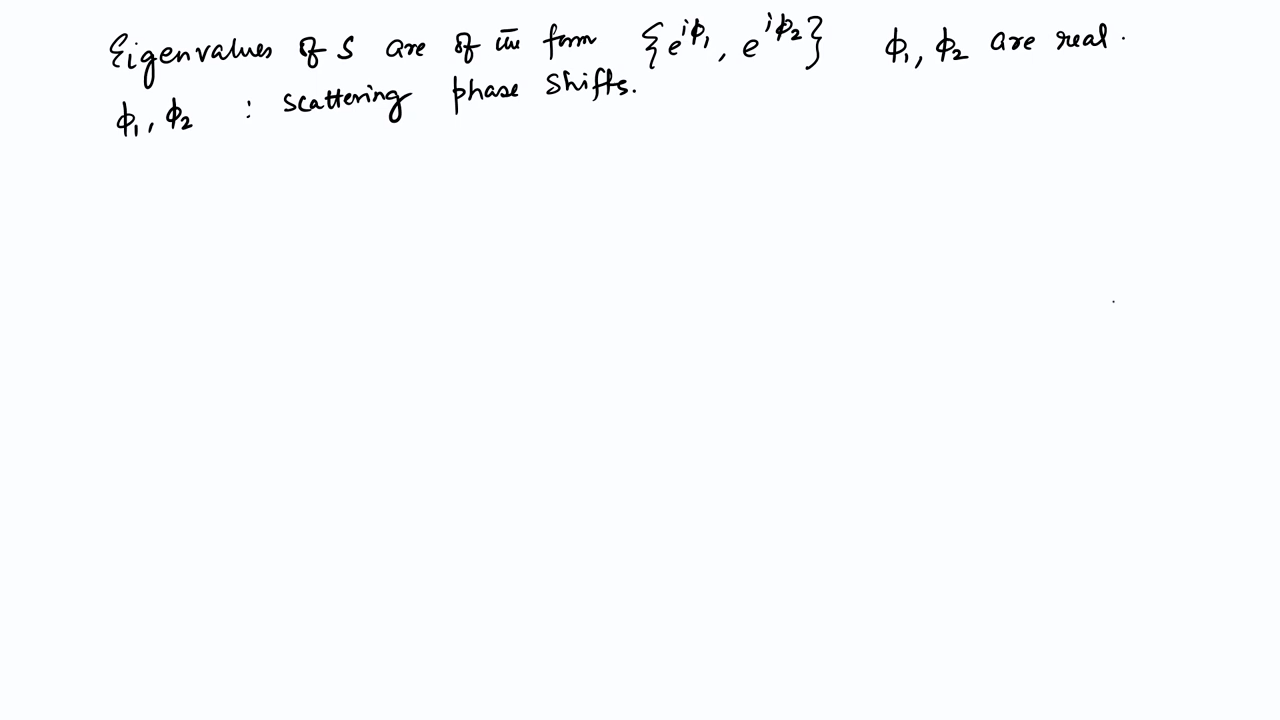 Eigenvalues of S are of the form {e^{iϕ₁}, e^{iϕ₂}} ϕ₁, ϕ₂ are real.
ϕ₁, ϕ₂ : scattering phase shifts.